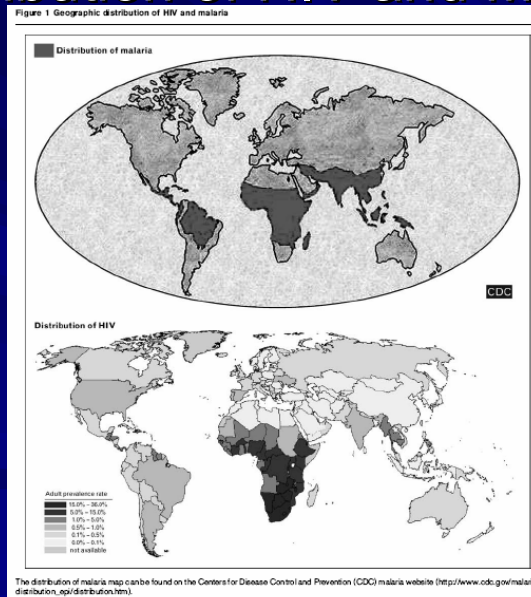 Figure 1 Geographic distribution of HIV and malaria
Distribution of malaria
CDC
Distribution of HIV
Adult prevalence rate
15.0% – 36.0%
5.0% – 15.0%
1.0% – 5.0%
0.5% – 1.0%
0.1% – 0.5%
0.0% – 0.1%
not available
The distribution of malaria map can be found on the Centers for Disease Control and Prevention (CDC) malaria website (http://www.cdc.gov/malari
distribution_epi/distribution.htm).